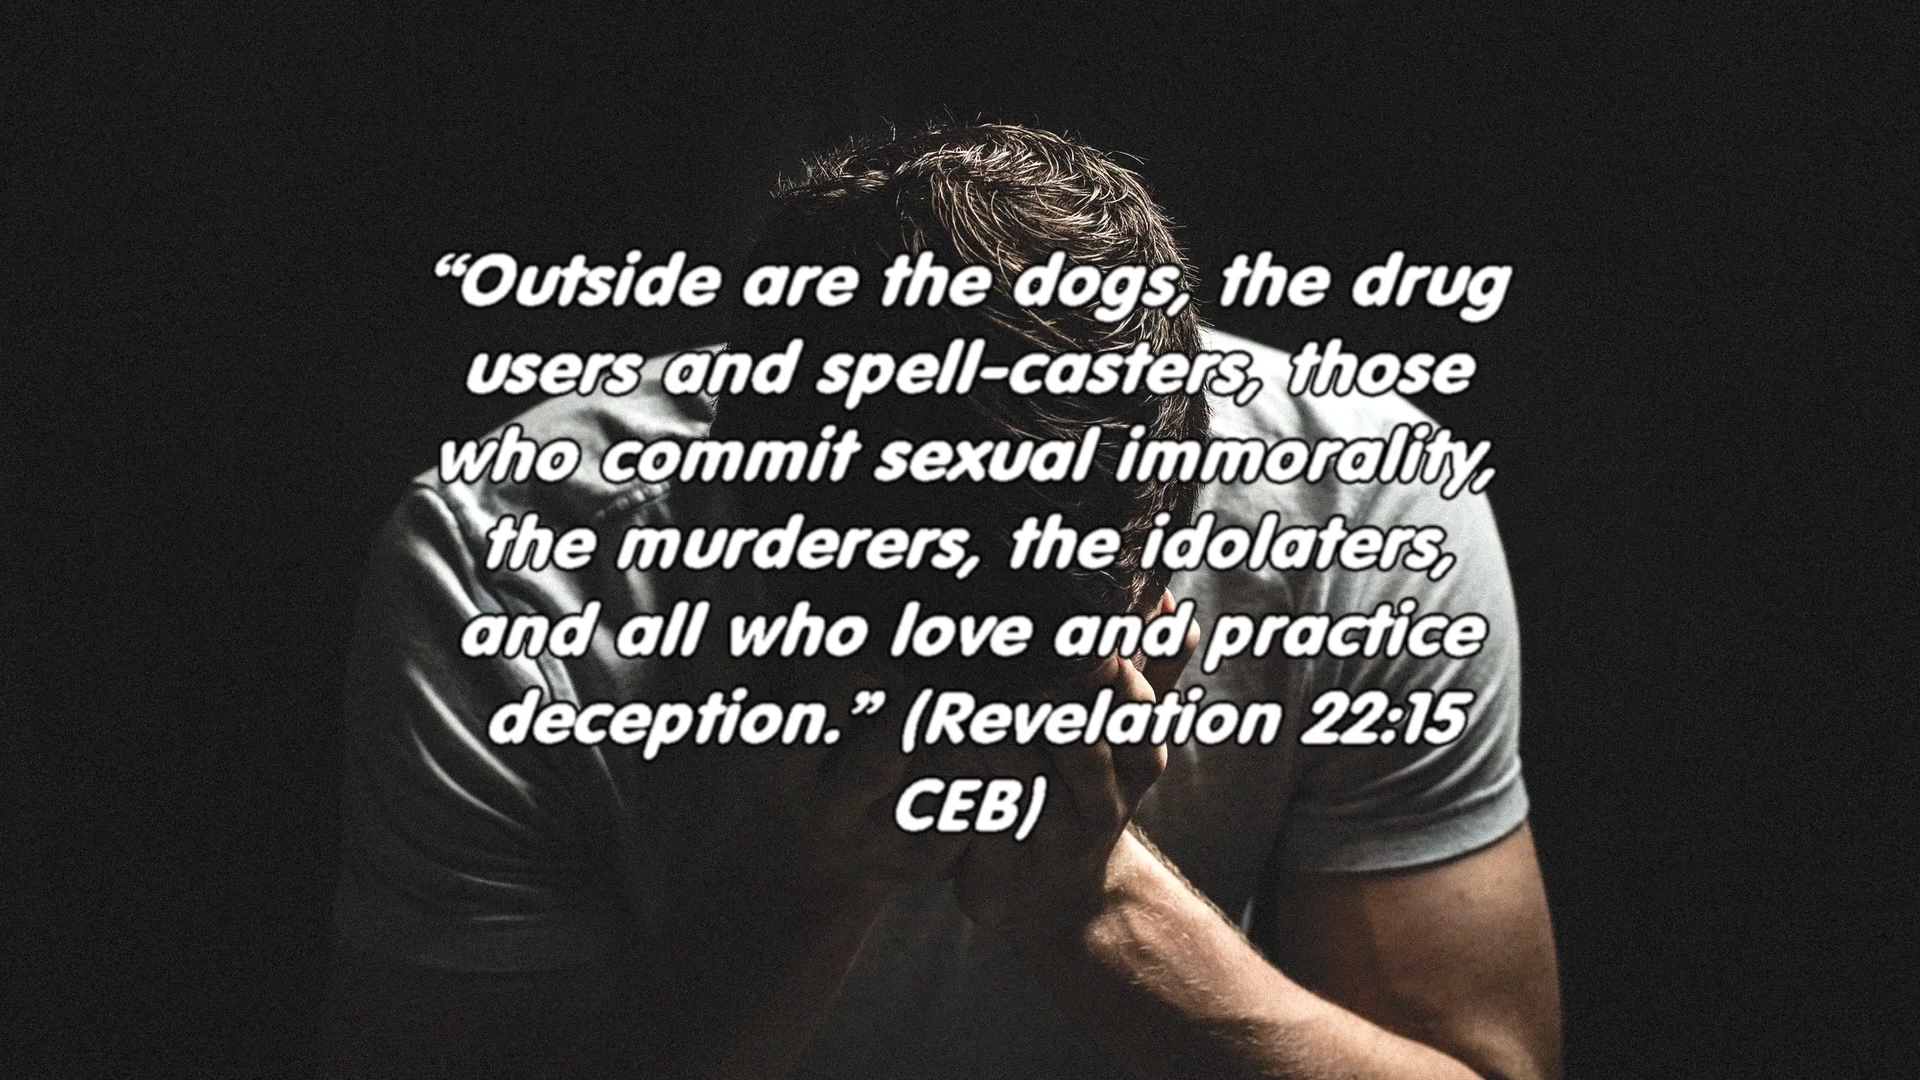 “Outside are the dogs, the drug
users and spell-casters, those
who commit sexual immorality,
the murderers, the idolaters,
and all who love and practice
deception.” (Revelation 22:15
CEB)